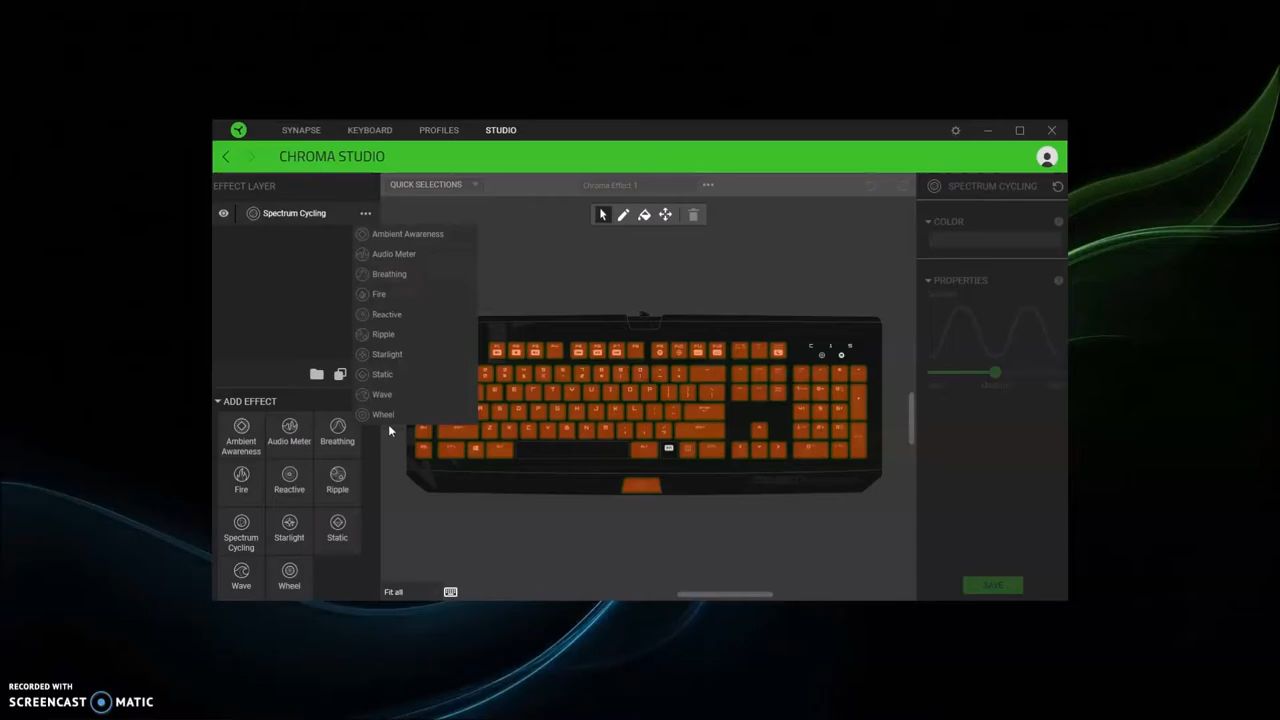 SYNAPSE KEYBOARD PROFILES STUDIO
CHROMA STUDIO
EFFECT LAYER
QUICK SELECTIONS
Chroma Effect 1
SPECTRUM CYCLING
Spectrum Cycling
COLOR
Ambient Awareness
Audio Meter
Breathing
Fire
Reactive
Ripple
Starlight
Static
Wave
Wheel
PROPERTIES
ADD EFFECT
Ambient Awareness
Audio Meter
Breathing
Fire
Reactive
Ripple
Spectrum Cycling
Starlight
Static
Wave
Wheel
Fit all
SAVE
RECORDED WITH
SCREENCAST MATIC